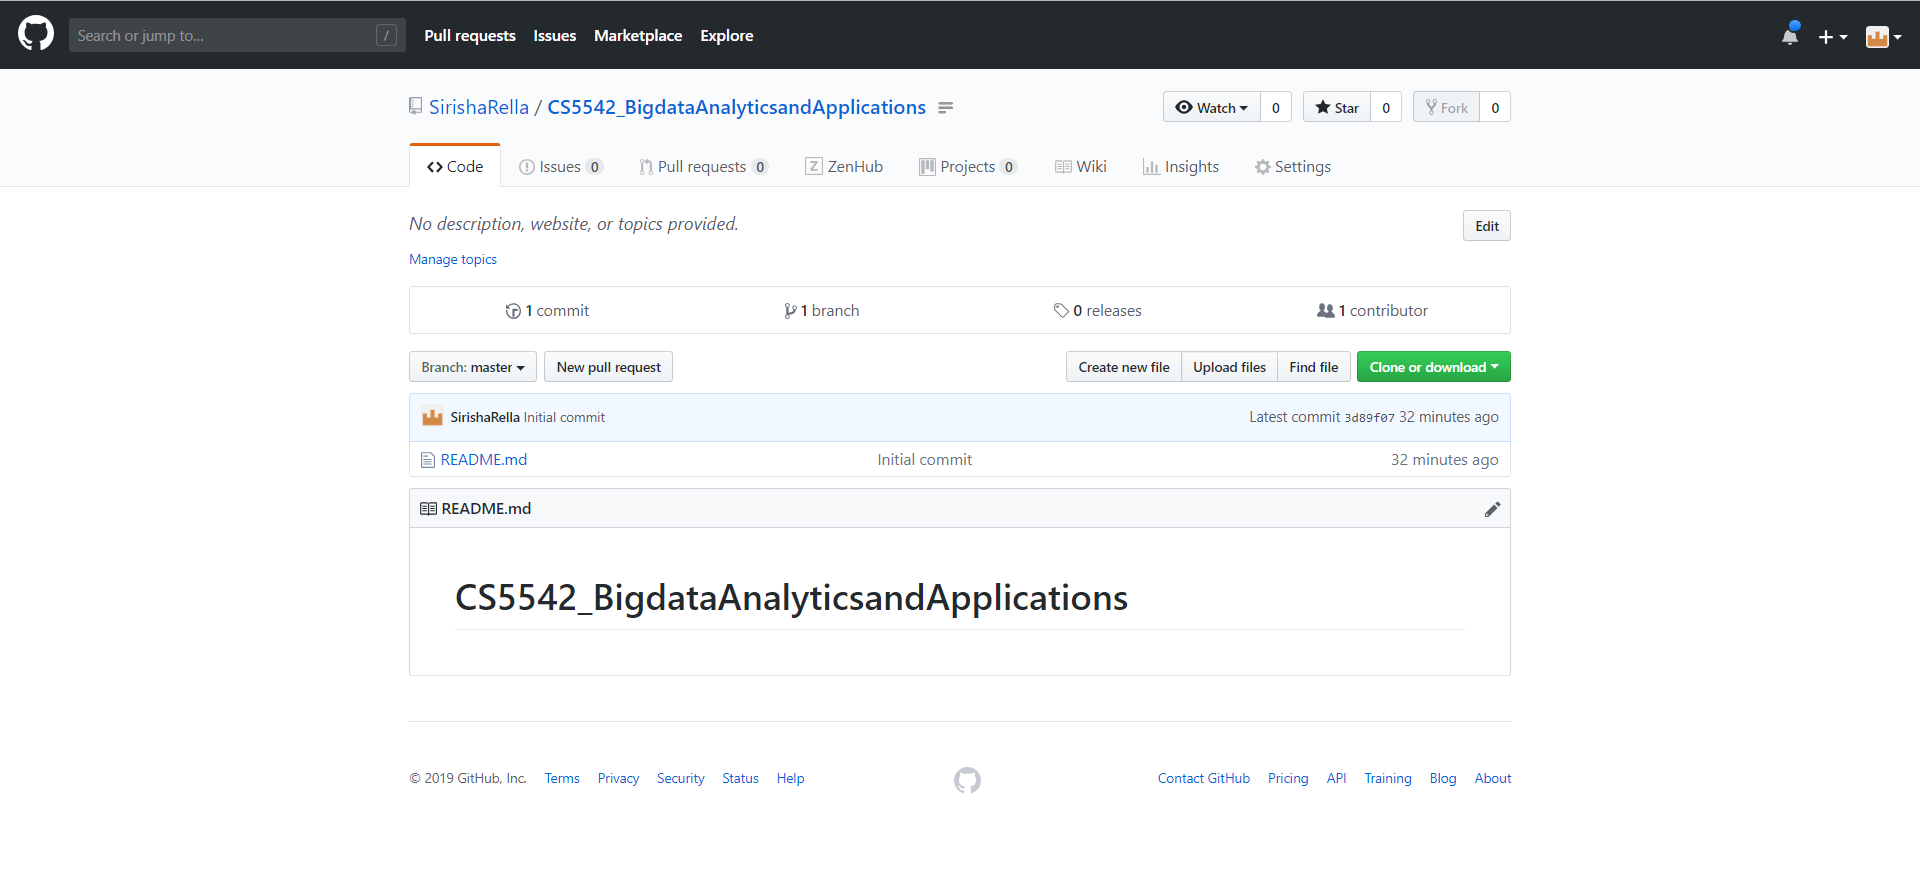 Search or jump to... / Pull requests Issues Marketplace Explore
SirishaRella / CS5542_BigdataAnalyticsandApplications Watch 0 Star 0 Fork 0
Code Issues 0 Pull requests 0 Z ZenHub Projects 0 Wiki Insights Settings
No description, website, or topics provided. Edit
Manage topics
1 commit 1 branch 0 releases 1 contributor
Branch: master New pull request Create new file Upload files Find file Clone or download
SirishaRella Initial commit Latest commit 3d89f07 32 minutes ago
README.md Initial commit 32 minutes ago
README.md
CS5542_BigdataAnalyticsandApplications
© 2019 GitHub, Inc. Terms Privacy Security Status Help Contact GitHub Pricing API Training Blog About